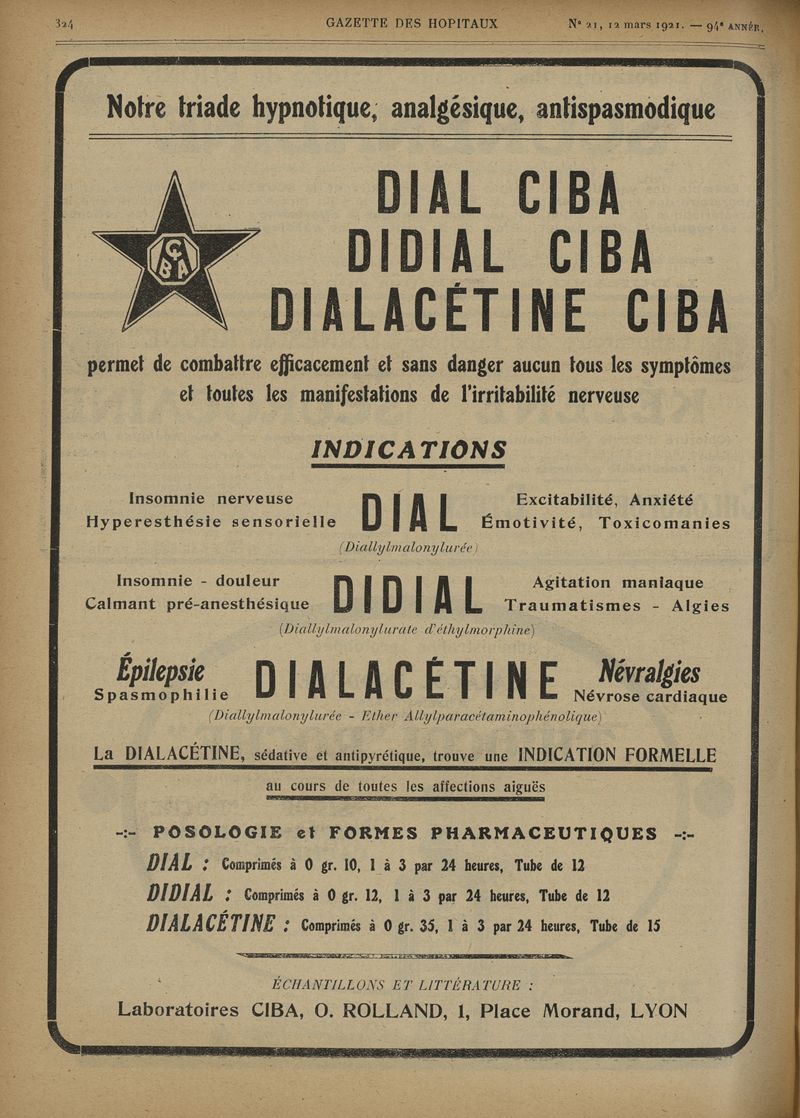 324
GAZETTE DES HOPITAUX
N° 21, 12 mars 1921. — 94e ANNÉE.
Notre triade hypnotique, analgésique, antispasmodique
CIBA
DIAL CIBA
DIDIAL CIBA
DIALACÉTINE CIBA
permet de combattre efficacement et sans danger aucun tous les symptômes
et toutes les manifestations de l'irritabilité nerveuse
INDICATIONS
Insomnie nerveuse
Hyperesthésie sensorielle
DIAL
Excitabilité, Anxiété
Émotivité, Toxicomanies
(Diallylmalonylurée)
Insomnie - douleur
Calmant pré-anesthésique
DIDIAL
Agitation maniaque
Traumatismes - Algies
(Diallylmalonylurate d'éthylmorphine)
Épilepsie
Spasmophilie
DIALACÉTINE
Névralgies
Névrose cardiaque
(Diallylmalonylurée - Ether Allylparacétaminophénolique)
La DIALACÉTINE, sédative et antipyrétique, trouve une INDICATION FORMELLE
au cours de toutes les affections aiguës
-:- POSOLOGIE et FORMES PHARMACEUTIQUES -:-
DIAL : Comprimés à 0 gr. 10, 1 à 3 par 24 heures, Tube de 12
DIDIAL : Comprimés à 0 gr. 12, 1 à 3 par 24 heures, Tube de 12
DIALACÉTINE : Comprimés à 0 gr. 35, 1 à 3 par 24 heures, Tube de 15
ÉCHANTILLONS ET LITTÉRATURE :
Laboratoires CIBA, O. ROLLAND, 1, Place Morand, LYON